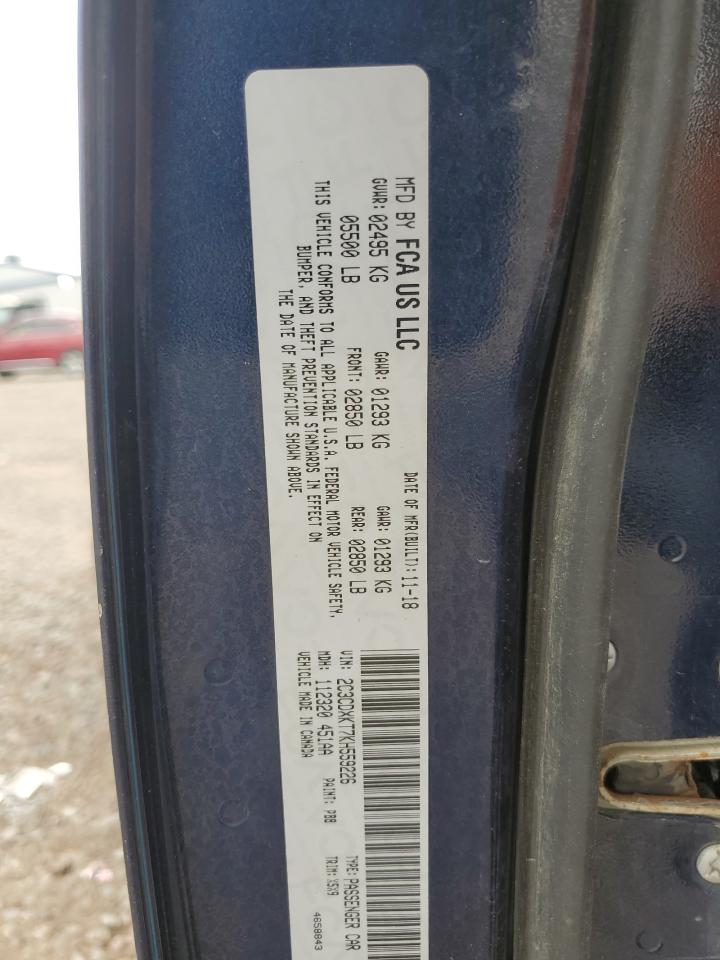 MFD BY FCA US LLC
DATE OF MFR(BUILT): 11-18
GVWR: 02495 KG
GAWR: 01293 KG
GAWR: 01293 KG
05500 LB
FRONT: 02850 LB
REAR: 02850 LB
THIS VEHICLE CONFORMS TO ALL APPLICABLE U.S.A. FEDERAL MOTOR VEHICLE SAFETY,
BUMPER, AND THEFT PREVENTION STANDARDS IN EFFECT ON
THE DATE OF MANUFACTURE SHOWN ABOVE.
VIN: 2C3CDXKT7KH559226
TYPE: PASSENGER CAR
MDH: 112320 451AA
PAINT: PBB
TRIM: X5X9
VEHICLE MADE IN CANADA
4658843